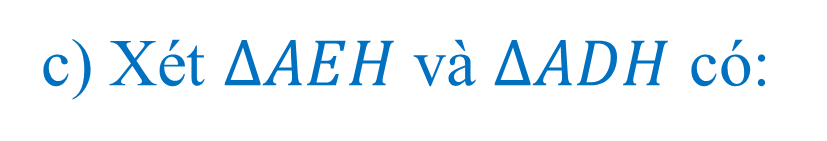 c) Xét ΔAEH và ΔADH có: